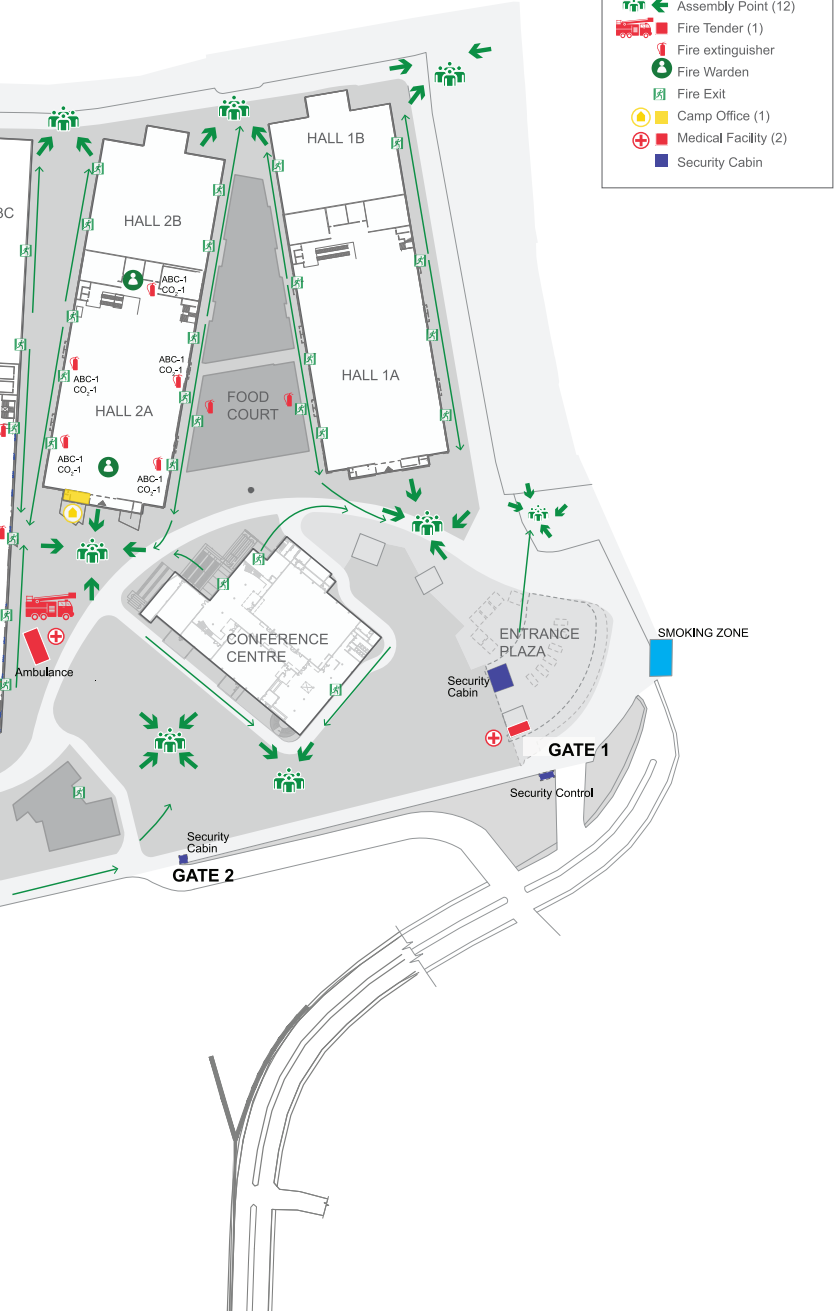 Assembly Point (12)
Fire Tender (1)
Fire extinguisher
Fire Warden
Fire Exit
Camp Office (1)
Medical Facility (2)
Security Cabin
HALL 1B
3C
HALL 2B
ABC-1
CO2-1
ABC-1
CO2-1
ABC-1
CO2-1
HALL 1A
FOOD
COURT
HALL 2A
ABC-1
CO2-1
ABC-1
CO2-1
CONFERENCE
CENTRE
ENTRANCE
PLAZA
SMOKING ZONE
Ambulance
Security
Cabin
GATE 1
Security Control
Security
Cabin
GATE 2